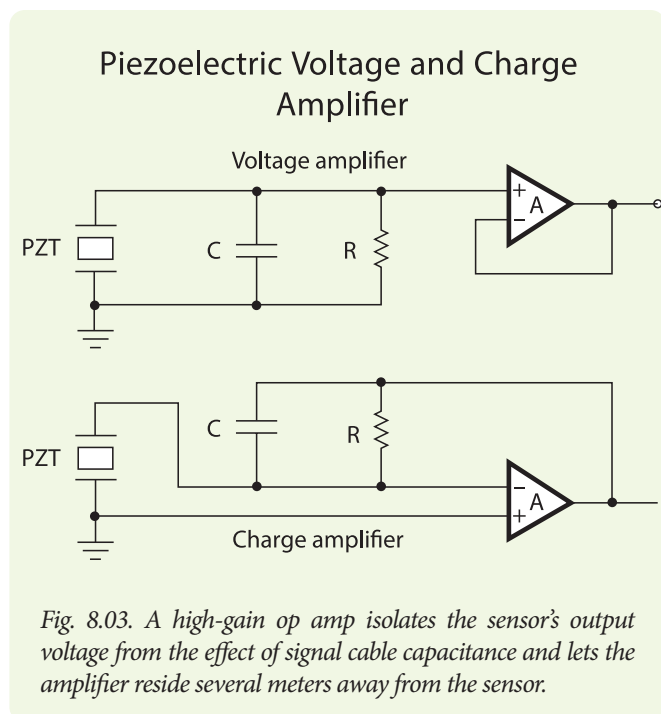 Piezoelectric Voltage and Charge
Amplifier
Voltage amplifier
PZT
C
R
+
−
A
PZT
C
R
−
+
A
Charge amplifier
Fig. 8.03. A high-gain op amp isolates the sensor's output
voltage from the effect of signal cable capacitance and lets the
amplifier reside several meters away from the sensor.